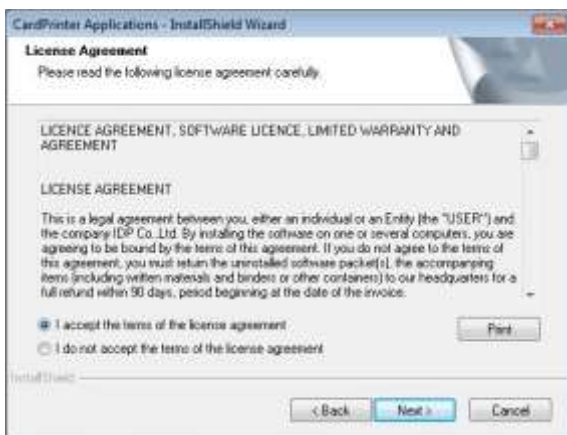 CardPrinter Applications - InstallShield Wizard
License Agreement
Please read the following license agreement carefully.
LICENCE AGREEMENT, SOFTWARE LICENCE, LIMITED WARRANTY AND
AGREEMENT
LICENSE AGREEMENT
This is a legal agreement between you, either an individual or an Entity (the "USER") and
the company IDP Co.,Ltd. By installing the software on one or several computers, you are
agreeing to be bound by the terms of this agreement. If you do not agree to the terms of
this agreement, you must return the uninstalled software packet(s), the accompanying
items (including written materials and binders or other containers) to our headquarters for a
full refund within 90 days, period beginning at the date of the invoice.
I accept the terms of the license agreement
Print
I do not accept the terms of the license agreement
InstallShield
< Back
Next >
Cancel